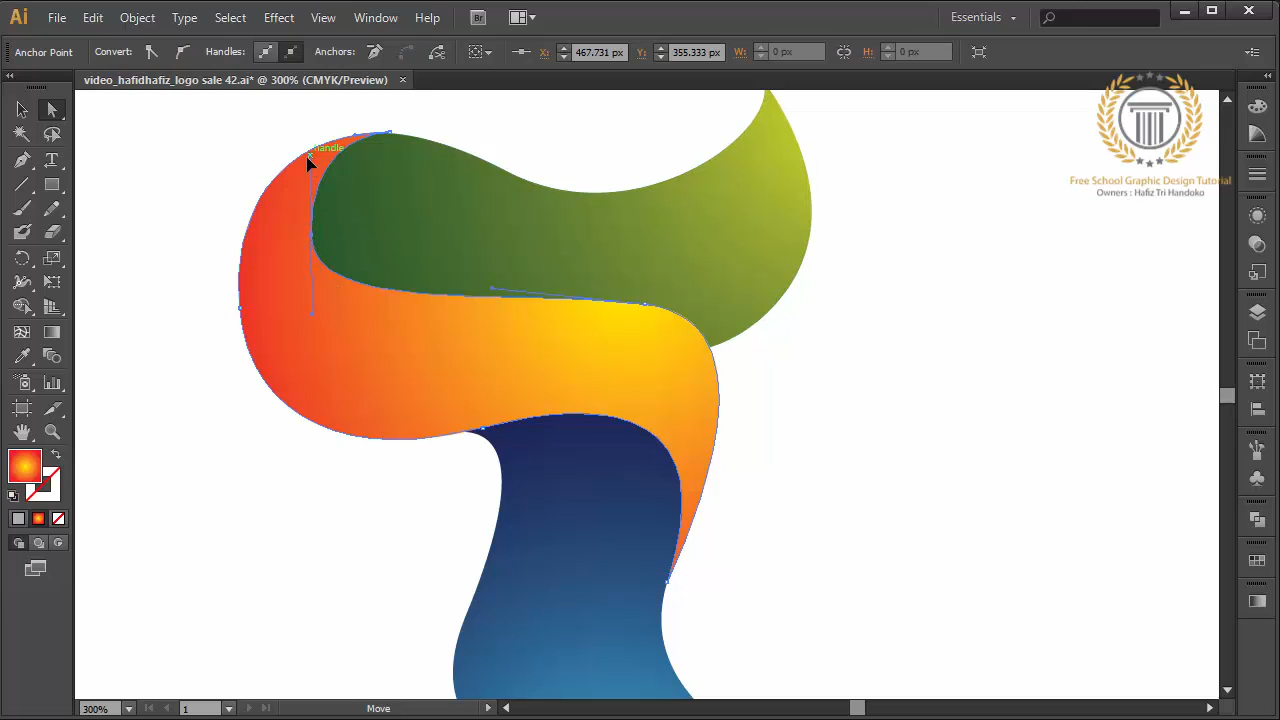 Ai File Edit Object Type Select Effect View Window Help Br Essentials
Anchor Point Convert: Handles: Anchors: X: 467.731 px Y: 355.333 px W: 0 px H: 0 px
video_hafidhafiz_logo sale 42.ai* @ 300% (CMYK/Preview)
handle
Free School Graphic Design Tutorial
Owners : Hafiz Tri Handoko
300% 1 Move